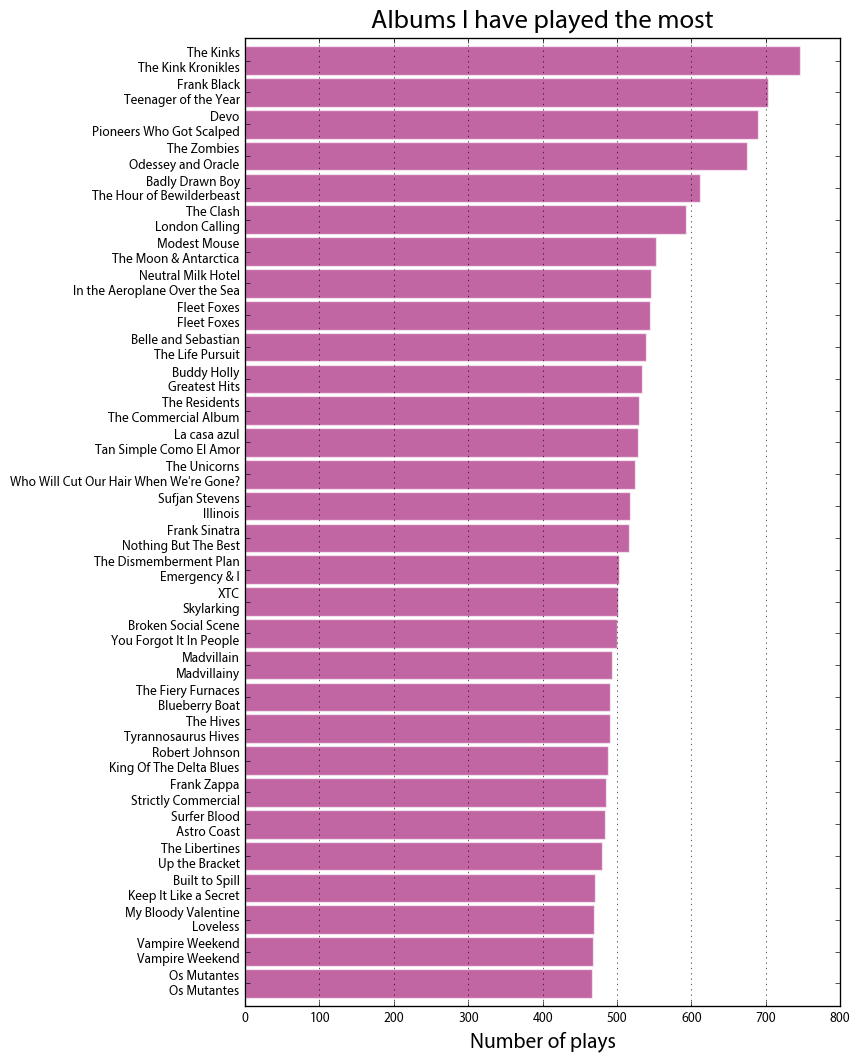 Albums I have played the most
The Kinks
The Kink Kronikles
Frank Black
Teenager of the Year
Devo
Pioneers Who Got Scalped
The Zombies
Odessey and Oracle
Badly Drawn Boy
The Hour of Bewilderbeast
The Clash
London Calling
Modest Mouse
The Moon & Antarctica
Neutral Milk Hotel
In the Aeroplane Over the Sea
Fleet Foxes
Fleet Foxes
Belle and Sebastian
The Life Pursuit
Buddy Holly
Greatest Hits
The Residents
The Commercial Album
La casa azul
Tan Simple Como El Amor
The Unicorns
Who Will Cut Our Hair When We're Gone?
Sufjan Stevens
Illinois
Frank Sinatra
Nothing But The Best
The Dismemberment Plan
Emergency & I
XTC
Skylarking
Broken Social Scene
You Forgot It In People
Madvillain
Madvillainy
The Fiery Furnaces
Blueberry Boat
The Hives
Tyrannosaurus Hives
Robert Johnson
King Of The Delta Blues
Frank Zappa
Strictly Commercial
Surfer Blood
Astro Coast
The Libertines
Up the Bracket
Built to Spill
Keep It Like a Secret
My Bloody Valentine
Loveless
Vampire Weekend
Vampire Weekend
Os Mutantes
Os Mutantes
0 100 200 300 400 500 600 700 800
Number of plays